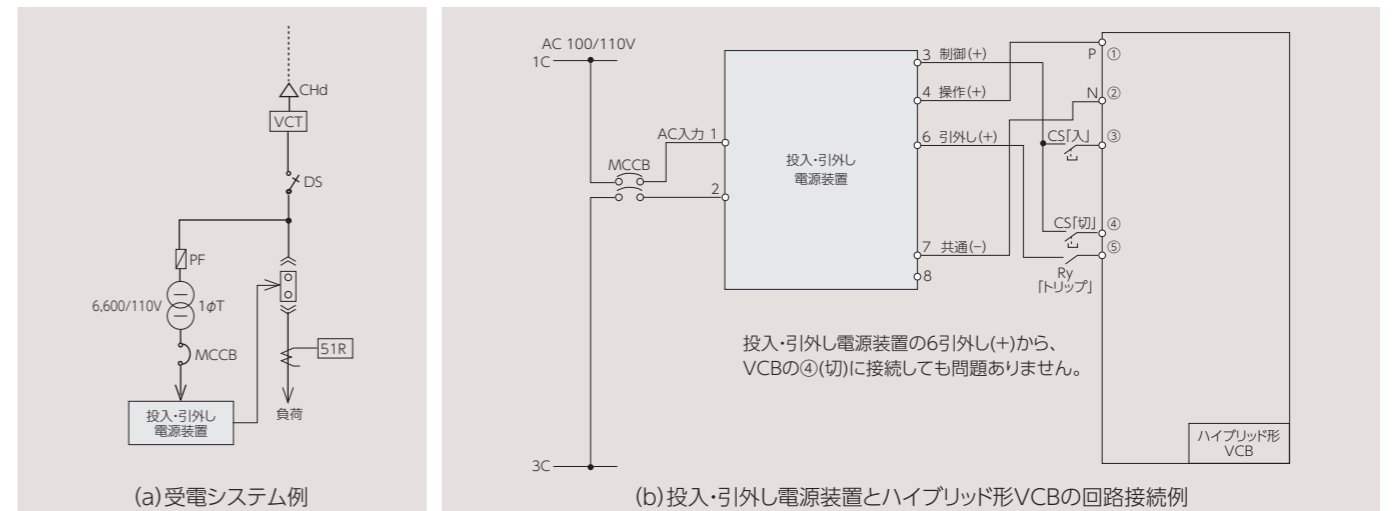 CHd
VCT
DS
PF
6,600/110V
1φT
MCCB
51R
投入・引外し
電源装置
負荷
(a)受電システム例
AC 100/110V
1C
MCCB
3C
AC入力 1
2
投入・引外し
電源装置
3 制御(+)
4 操作(+)
6 引外し(+)
7 共通(-)
8
P ①
N ②
CS「入」 ③
CS「切」 ④
⑤
Ry
「トリップ」
投入・引外し電源装置の6引外し(+)から、
VCBの④(切)に接続しても問題ありません。
ハイブリッド形
VCB
(b)投入・引外し電源装置とハイブリッド形VCBの回路接続例